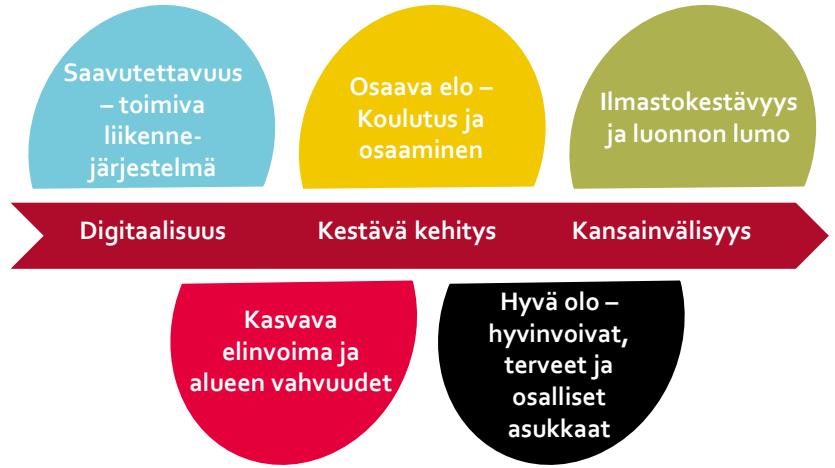 Saavutettavuus
– toimiva
liikenne-
järjestelmä
Osaava elo –
Koulutus ja
osaaminen
Ilmastokestävyys
ja luonnon lumo
Digitaalisuus
Kestävä kehitys
Kansainvälisyys
Kasvava
elinvoima ja
alueen vahvuudet
Hyvä olo –
hyvinvoivat,
terveet ja
osalliset
asukkaat